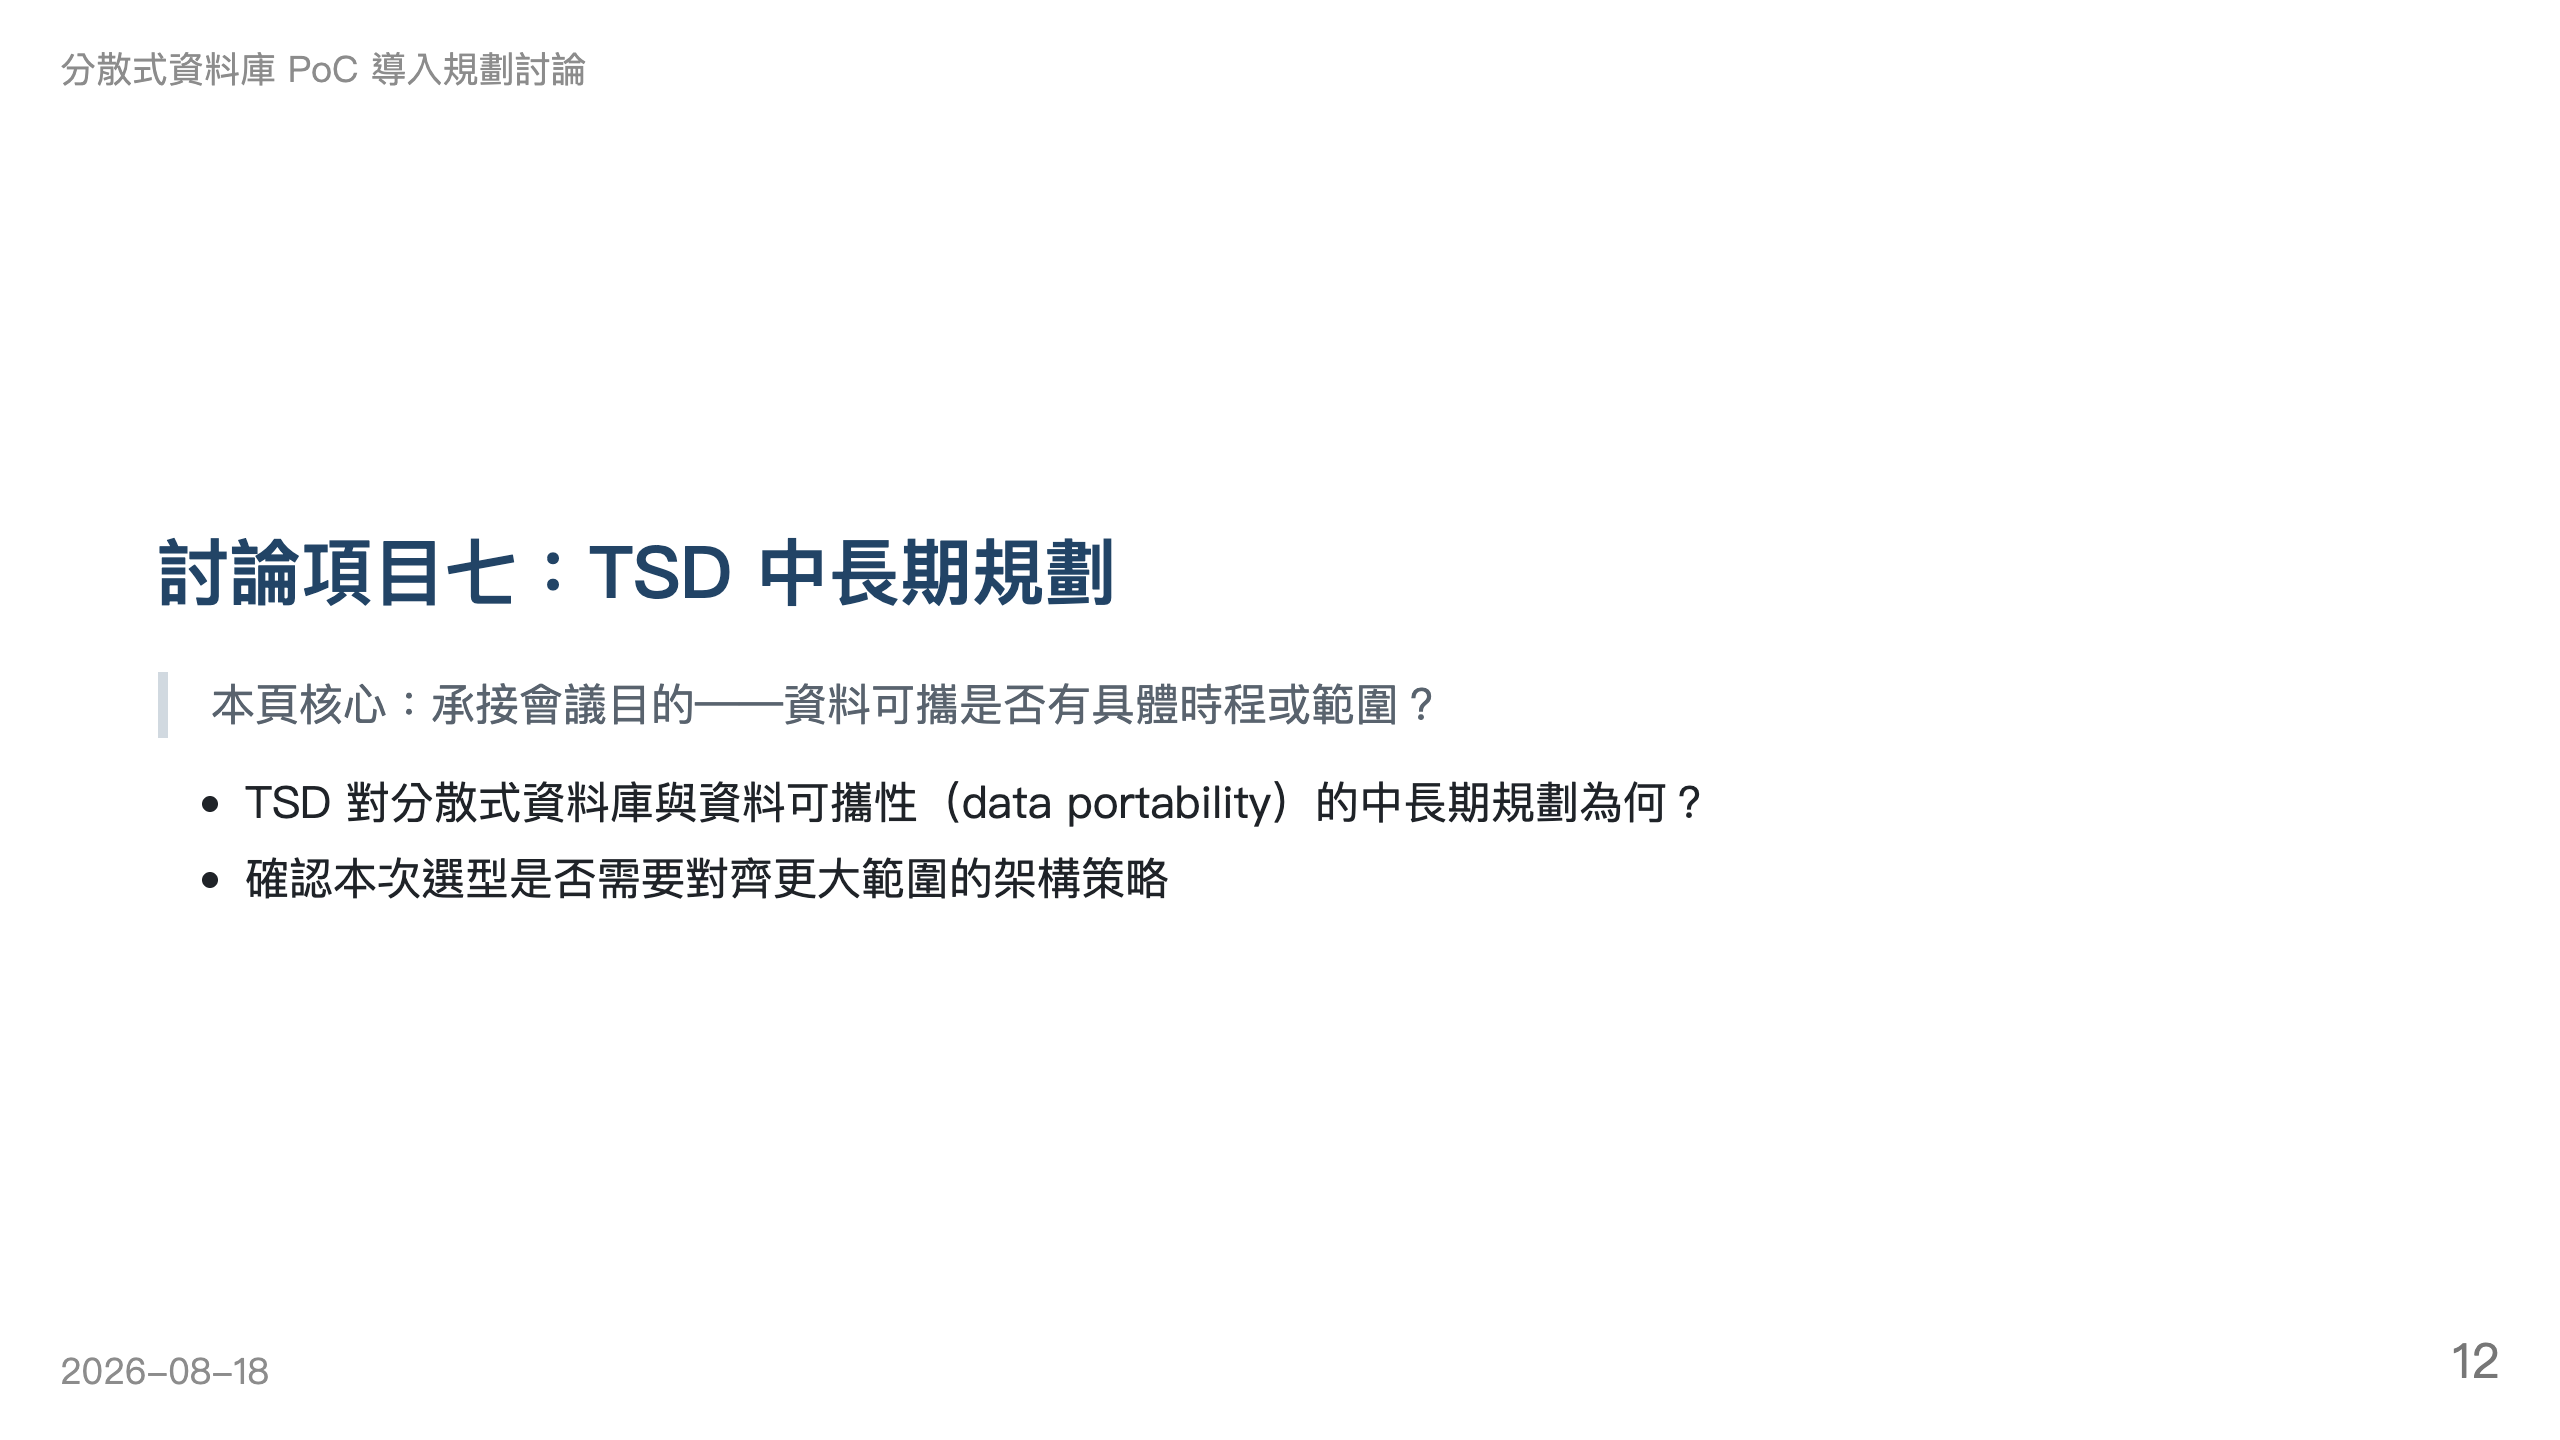 分散式資料庫 PoC 導入規劃討論
討論項目七：TSD 中長期規劃
本頁核心：承接會議目的——資料可攜是否有具體時程或範圍？
• TSD 對分散式資料庫與資料可攜性（data portability）的中長期規劃為何？
• 確認本次選型是否需要對齊更大範圍的架構策略
2026-08-18
12